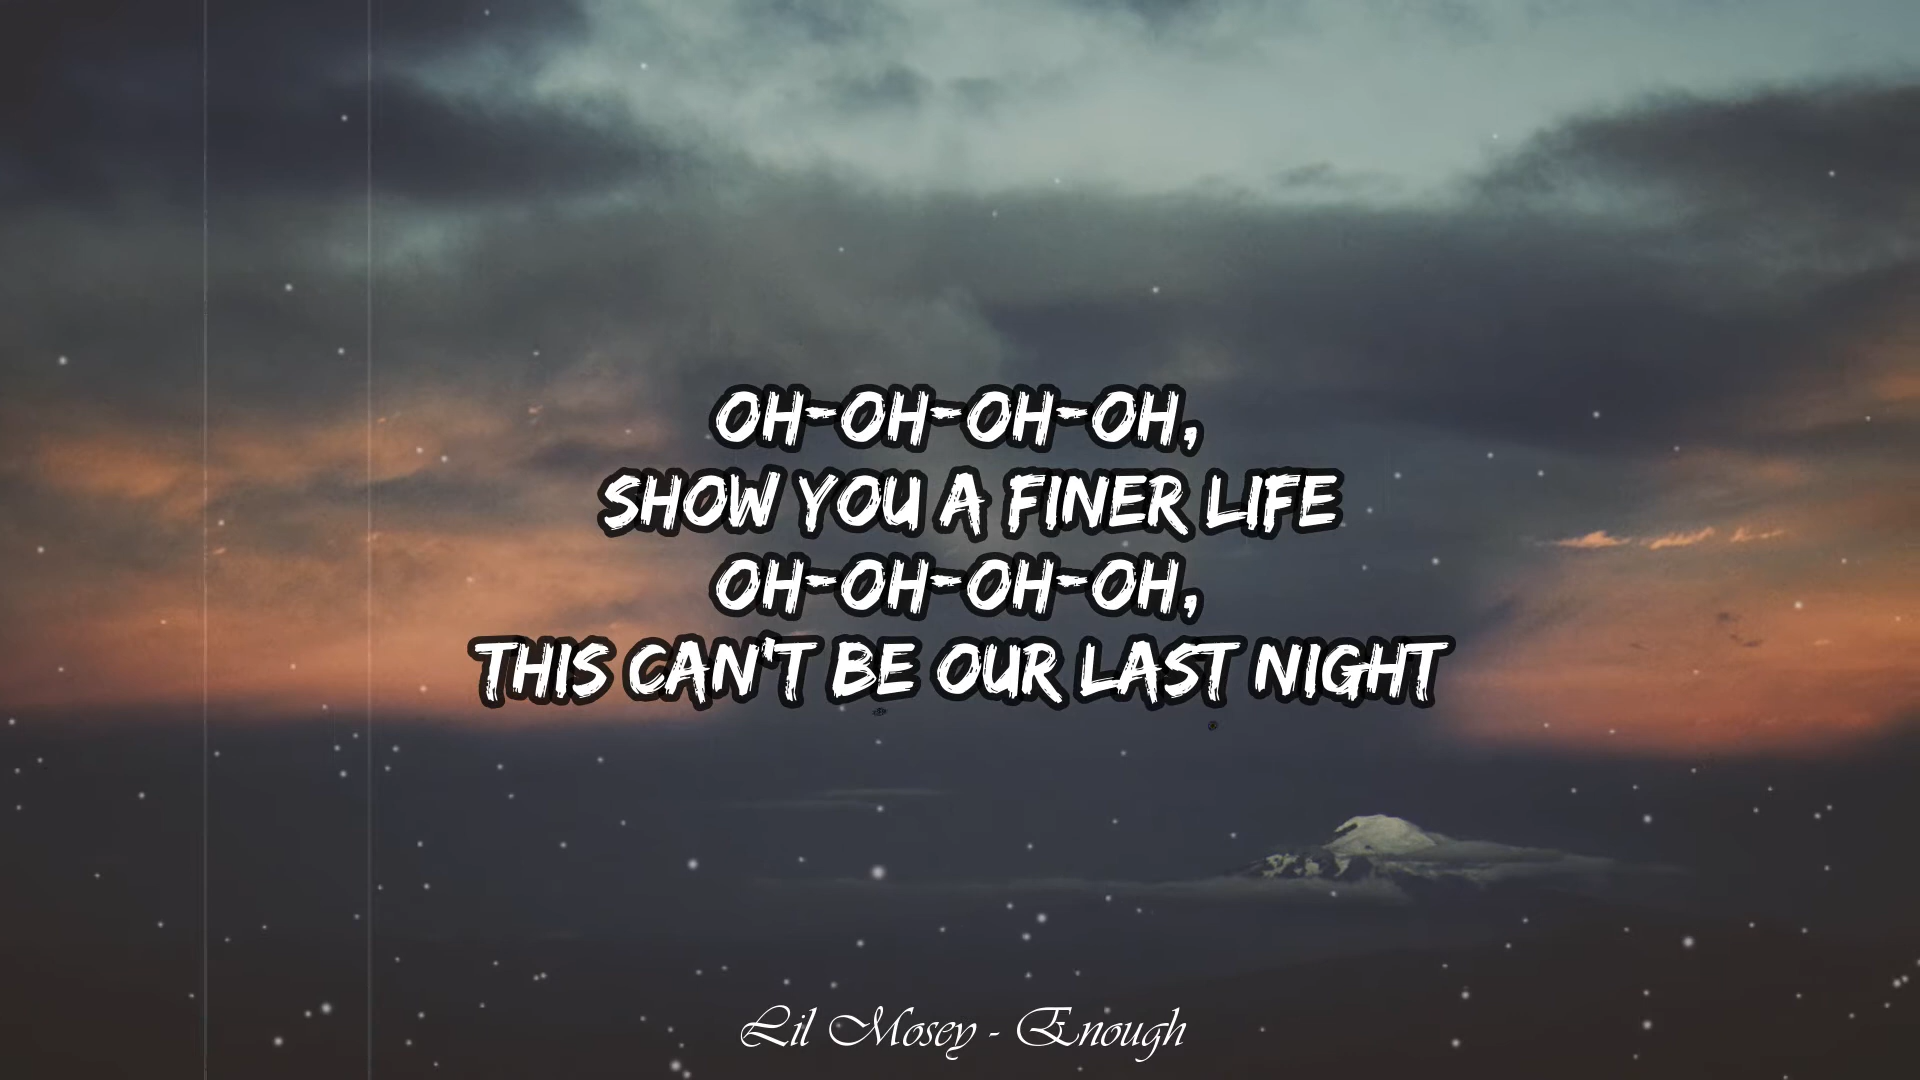 OH-OH-OH-OH,
SHOW YOU A FINER LIFE
OH-OH-OH-OH,
THIS CAN'T BE OUR LAST NIGHT
Lil Mosey - Enough